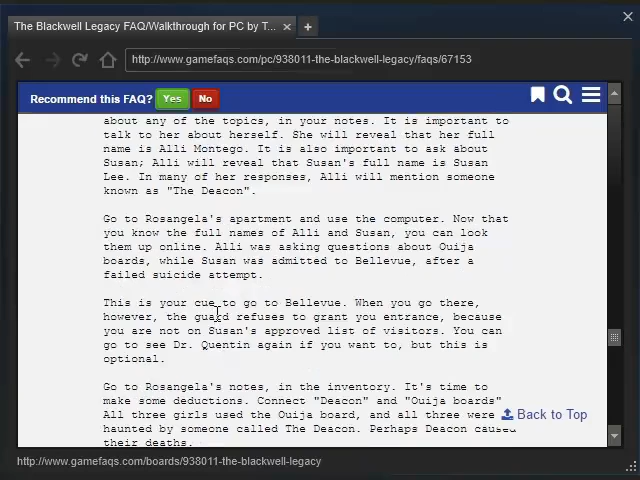 The Blackwell Legacy FAQ/Walkthrough for PC by T...
http://www.gamefaqs.com/pc/938011-the-blackwell-legacy/faqs/67153
Recommend this FAQ? Yes No
about any of the topics, in your notes. It is important to
talk to her about herself. She will reveal that her full
name is Alli Montego. It is also important to ask about
Susan; Alli will reveal that Susan's full name is Susan
Lee. In many of her responses, Alli will mention someone
known as "The Deacon".
Go to Rosangela's apartment and use the computer. Now that
you know the full names of Alli and Susan, you can look
them up online. Alli was asking questions about Ouija
boards, while Susan was admitted to Bellevue, after a
failed suicide attempt.
This is your cue to go to Bellevue. When you go there,
however, the guard refuses to grant you entrance, because
you are not on Susan's approved list of visitors. You can
go to see Dr. Quentin again if you want to, but this is
optional.
Go to Rosangela's notes, in the inventory. It's time to
make some deductions. Connect "Deacon" and "Ouija boards"
All three girls used the Ouija board, and all three were
haunted by someone called The Deacon. Perhaps Deacon caused
their deaths.
Back to Top
http://www.gamefaqs.com/boards/938011-the-blackwell-legacy